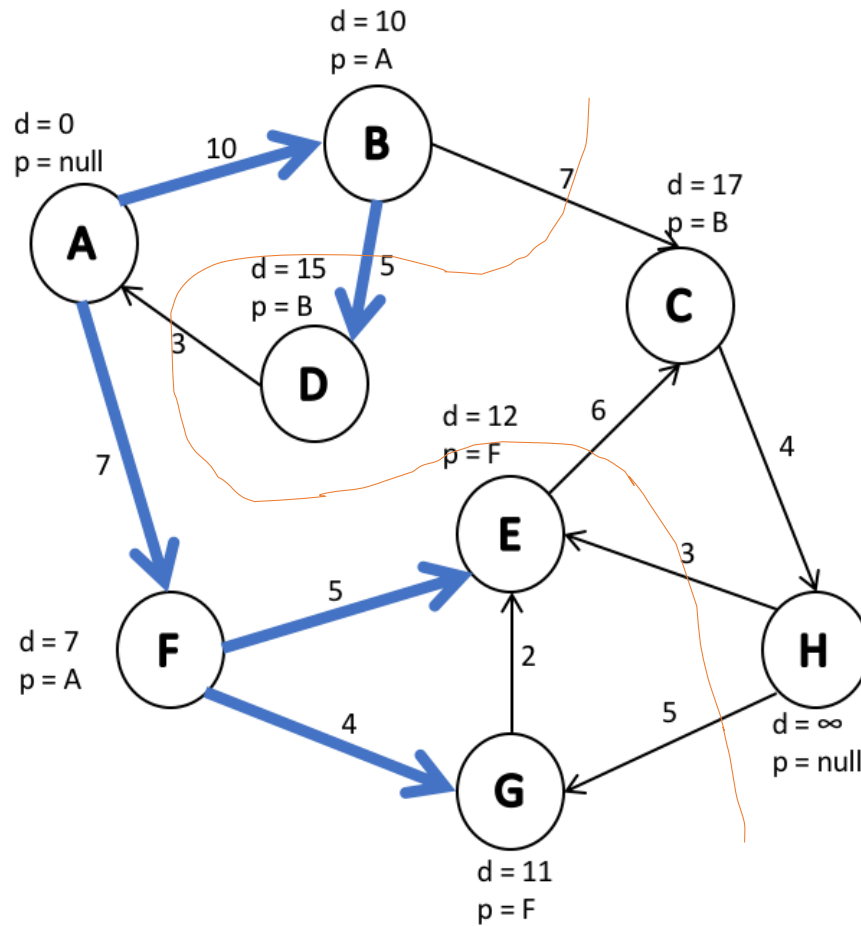 d = 10
p = A
B
d = 0
p = null
10
A
7
d = 17
p = B
C
5
d = 15
p = B
3
D
6
d = 12
p = F
4
7
E
3
5
F
d = 7
p = A
2
H
4
5
d = ∞
p = null
G
d = 11
p = F